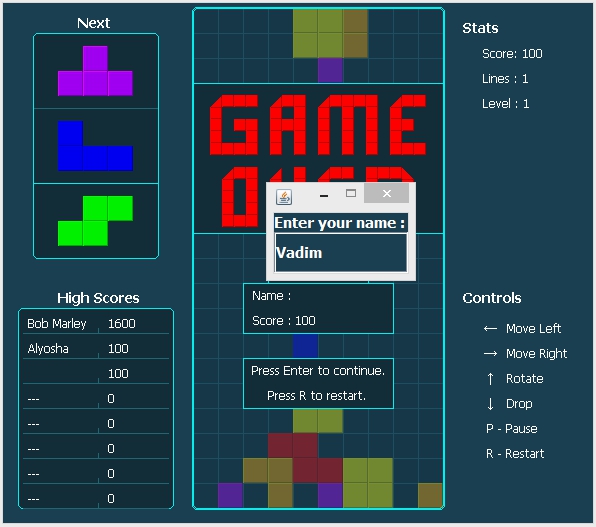 Next
High Scores
Bob Marley 1600
Alyosha 100
100
--- 0
--- 0
--- 0
--- 0
--- 0
GAME
OVER
Enter your name :
Vadim
Name :
Score : 100
Press Enter to continue.
Press R to restart.
Stats
Score: 100
Lines : 1
Level : 1
Controls
← Move Left
→ Move Right
↑ Rotate
↓ Drop
P - Pause
R - Restart